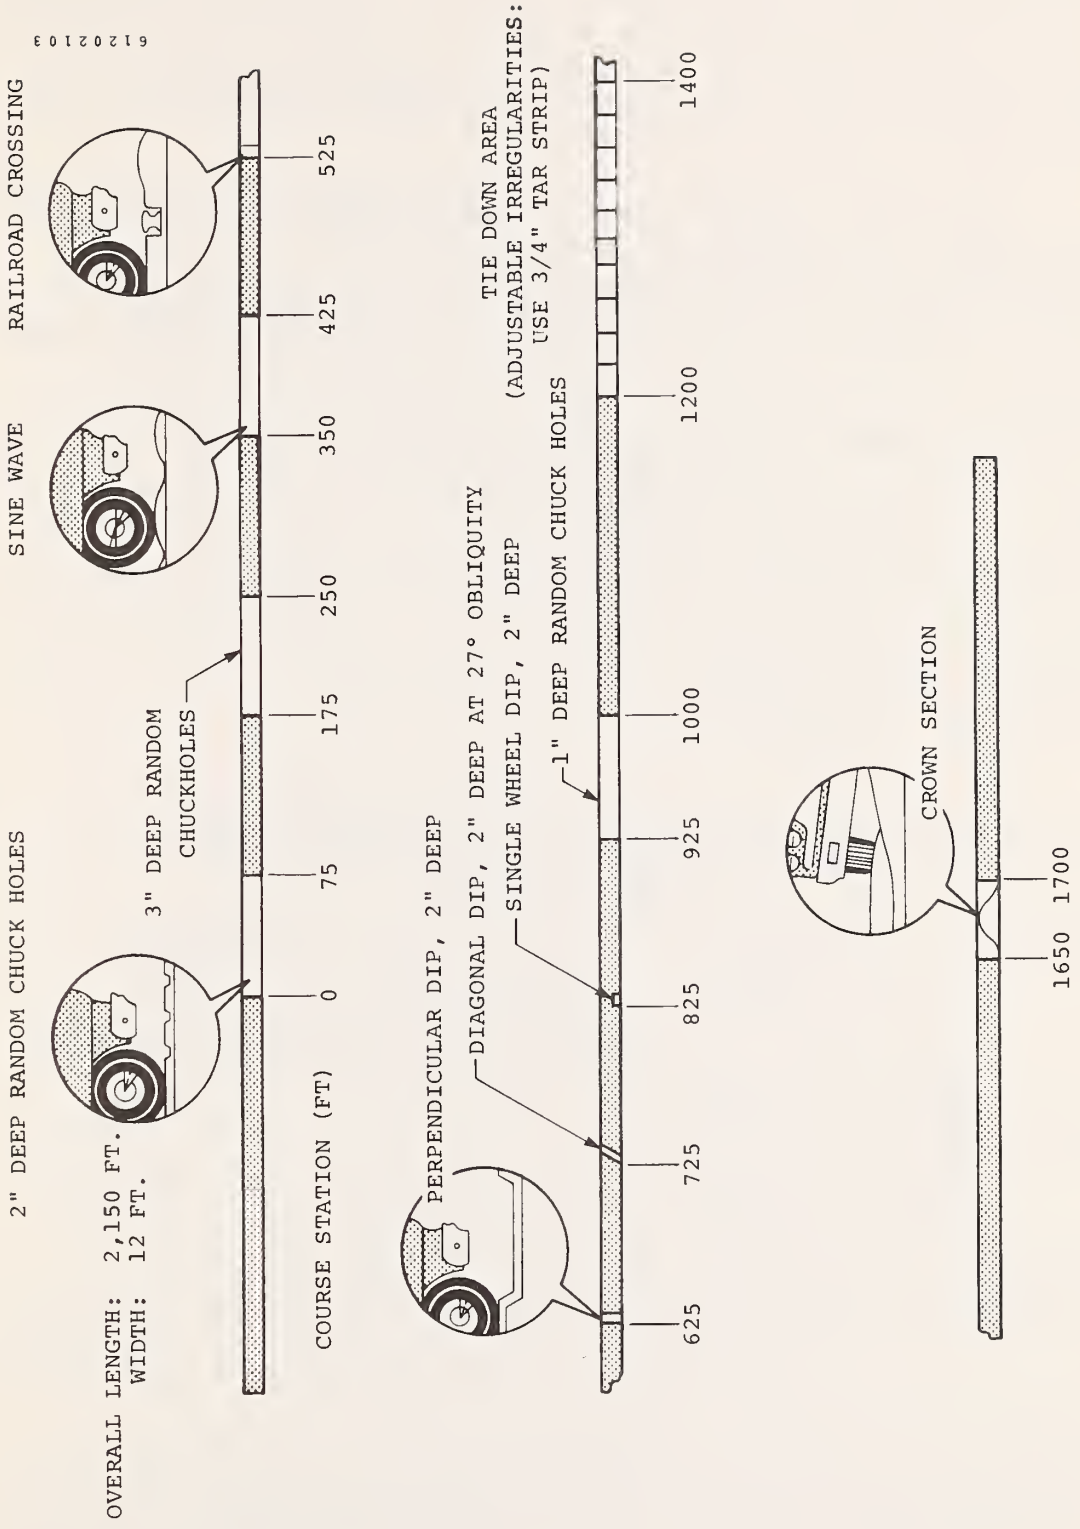 2" DEEP RANDOM CHUCK HOLES
SINE WAVE
RAILROAD CROSSING
61202103
OVERALL LENGTH: 2,150 FT.
WIDTH: 12 FT.
3" DEEP RANDOM
CHUCKHOLES
0
75
175
250
350
425
525
COURSE STATION (FT)
PERPENDICULAR DIP, 2" DEEP
DIAGONAL DIP, 2" DEEP AT 27° OBLIQUITY
SINGLE WHEEL DIP, 2" DEEP
1" DEEP RANDOM CHUCK HOLES
TIE DOWN AREA
(ADJUSTABLE IRREGULARITIES:
USE 3/4" TAR STRIP)
625
725
825
925
1000
1200
1400
CROWN SECTION
1650
1700